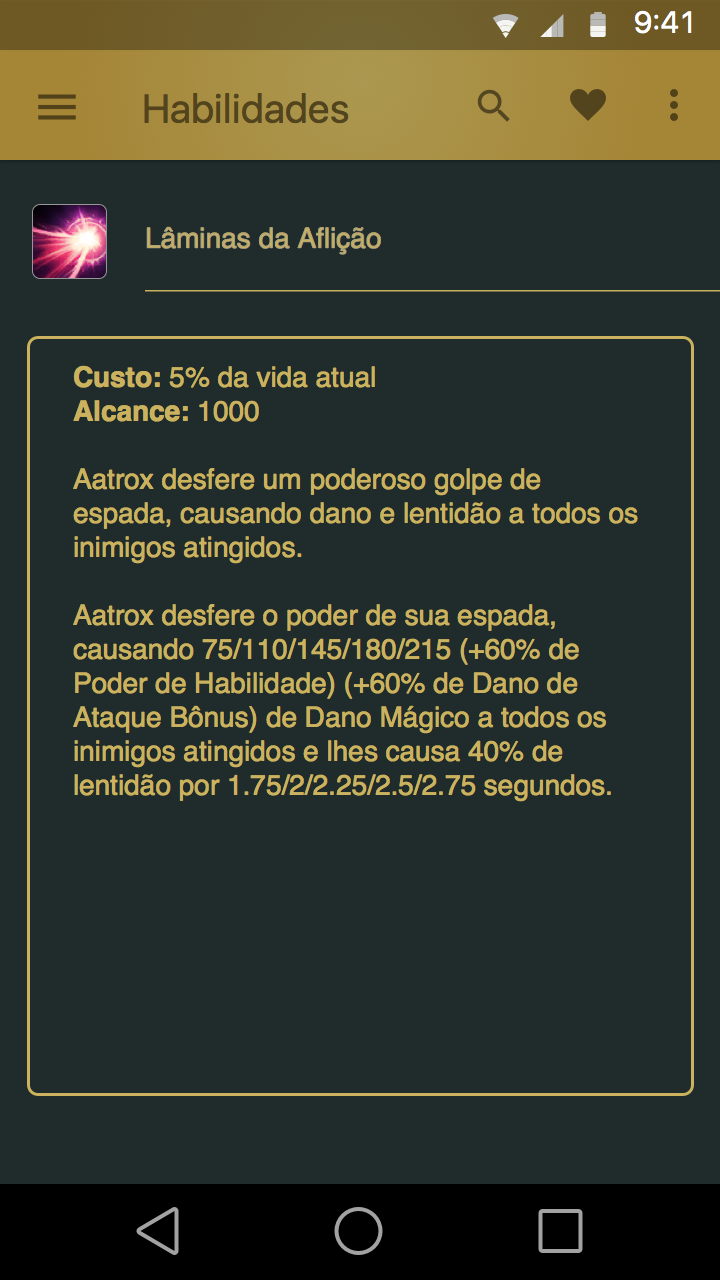 9:41
Habilidades
Lâminas da Aflição
Custo: 5% da vida atual
Alcance: 1000
Aatrox desfere um poderoso golpe de
espada, causando dano e lentidão a todos os
inimigos atingidos.
Aatrox desfere o poder de sua espada,
causando 75/110/145/180/215 (+60% de
Poder de Habilidade) (+60% de Dano de
Ataque Bônus) de Dano Mágico a todos os
inimigos atingidos e lhes causa 40% de
lentidão por 1.75/2/2.25/2.5/2.75 segundos.